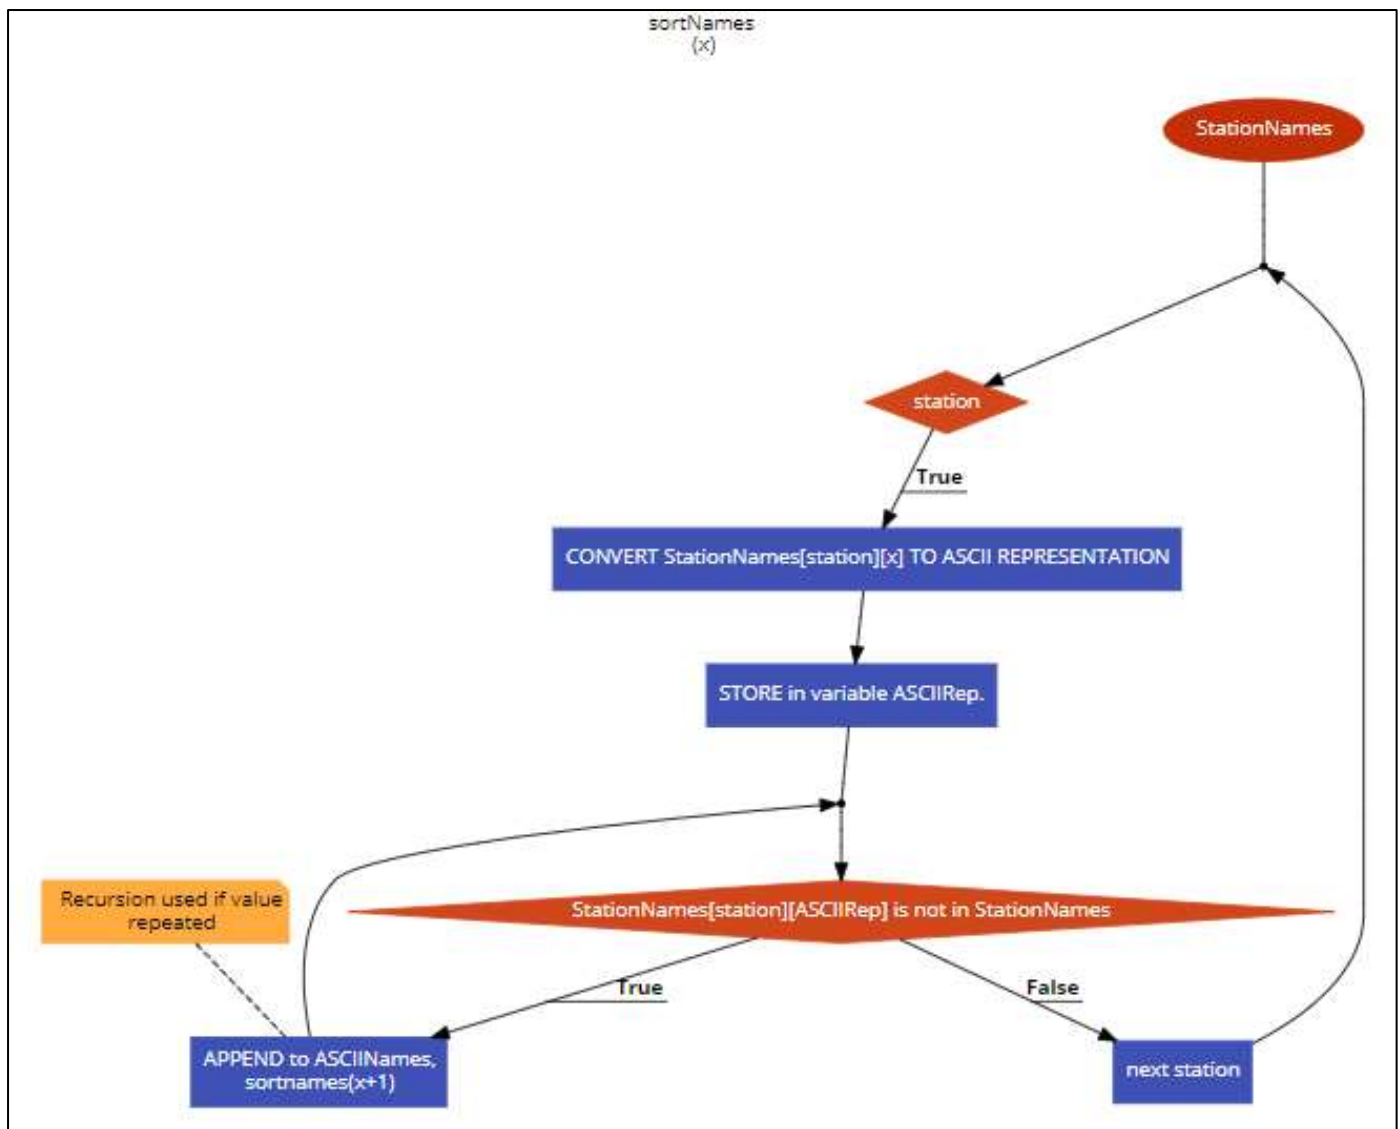 sortNames
(x)
StationNames
station
True
CONVERT StationNames[station][x] TO ASCII REPRESENTATION
STORE in variable ASCIIRep.
Recursion used if value
repeated
StationNames[station][ASCIIRep] is not in StationNames
True
False
APPEND to ASCIINames,
sortnames(x+1)
next station